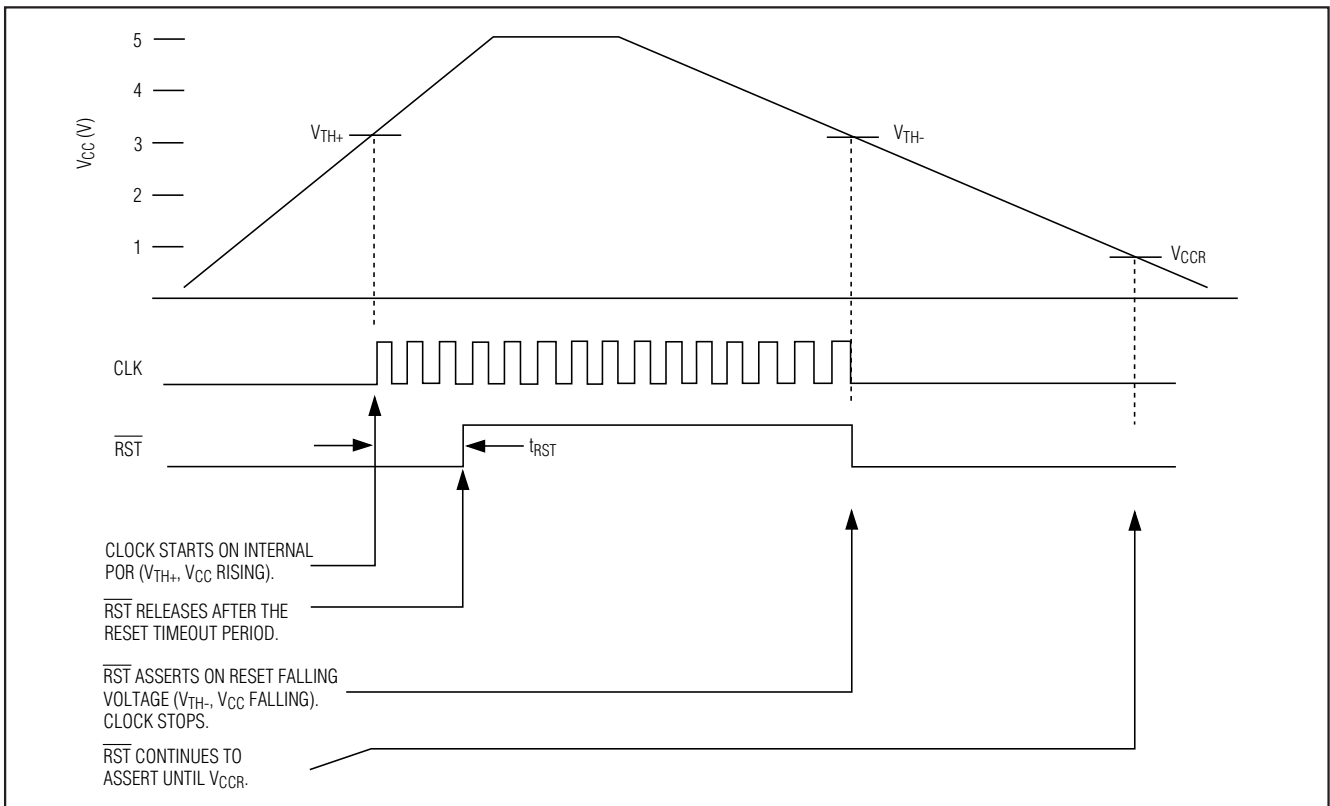 5
4
3
2
1
VCC (V)
VTH+
VTH-
VCCR
CLK
RST
tRST
CLOCK STARTS ON INTERNAL
POR (VTH+, VCC RISING).
RST RELEASES AFTER THE
RESET TIMEOUT PERIOD.
RST ASSERTS ON RESET FALLING
VOLTAGE (VTH-, VCC FALLING).
CLOCK STOPS.
RST CONTINUES TO
ASSERT UNTIL VCCR.